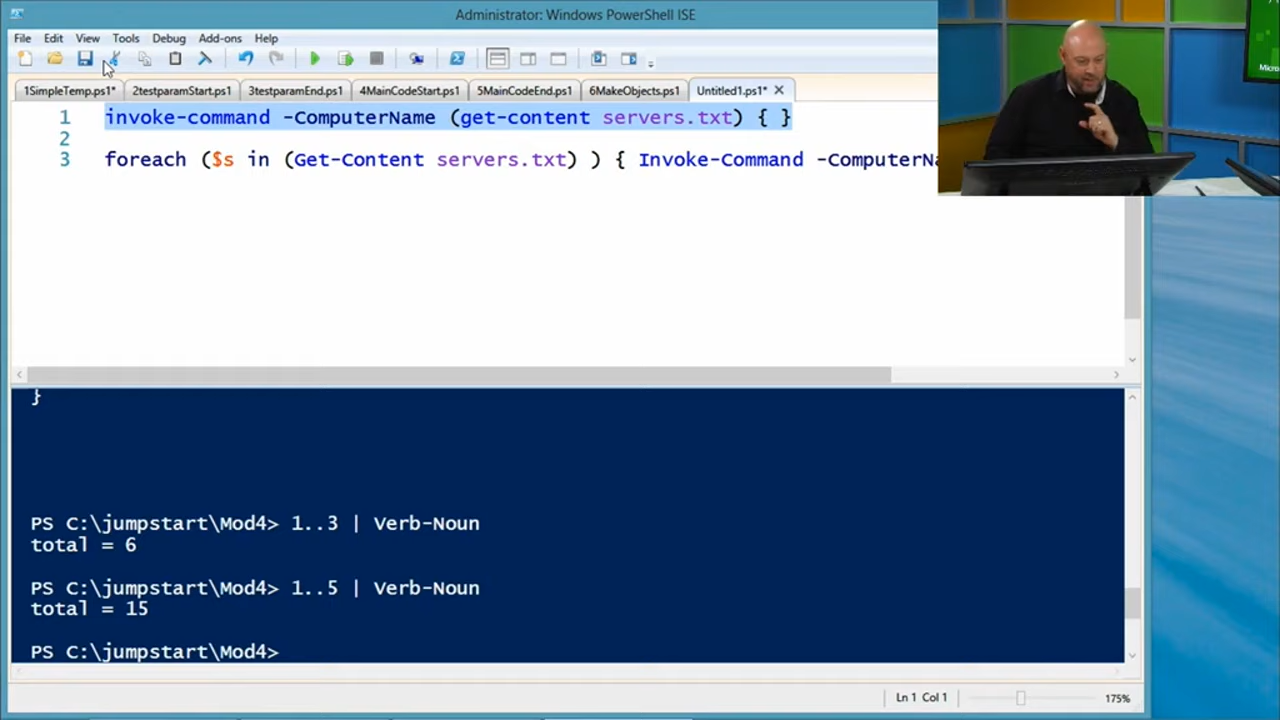 Administrator: Windows PowerShell ISE
File Edit View Tools Debug Add-ons Help
1SimpleTemp.ps1* 2testparamStart.ps1 3testparamEnd.ps1 4MainCodeStart.ps1 5MainCodeEnd.ps1 6MakeObjects.ps1 Untitled1.ps1*
1 invoke-command -ComputerName (get-content servers.txt) { }
2
3 foreach ($s in (Get-Content servers.txt) ) { Invoke-Command -ComputerNa
}
PS C:\jumpstart\Mod4> 1..3 | Verb-Noun
total = 6
PS C:\jumpstart\Mod4> 1..5 | Verb-Noun
total = 15
PS C:\jumpstart\Mod4>
Ln 1 Col 1 175%
Micro